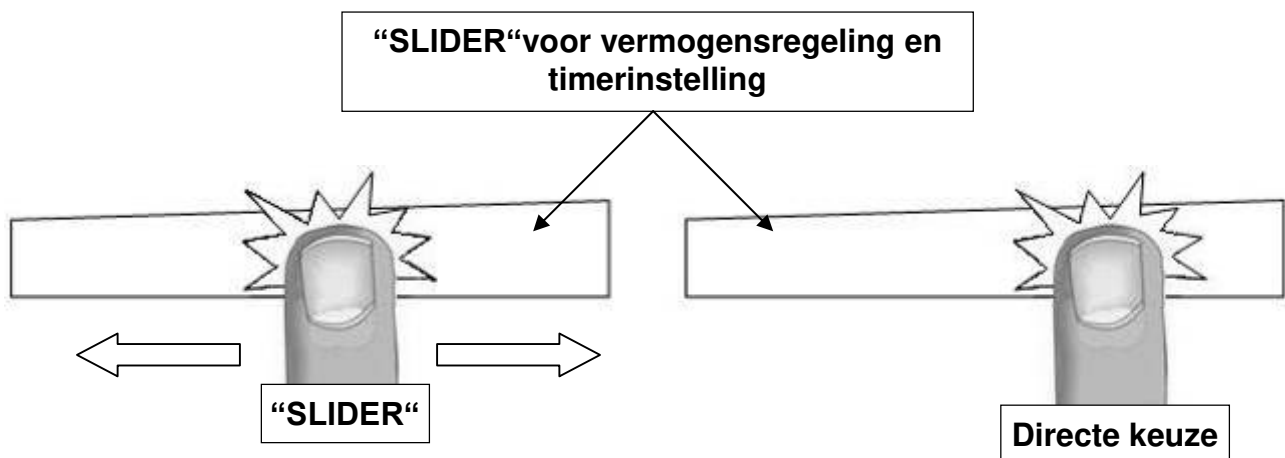 “SLIDER“voor vermogensregeling en
timerinstelling
“SLIDER“
Directe keuze